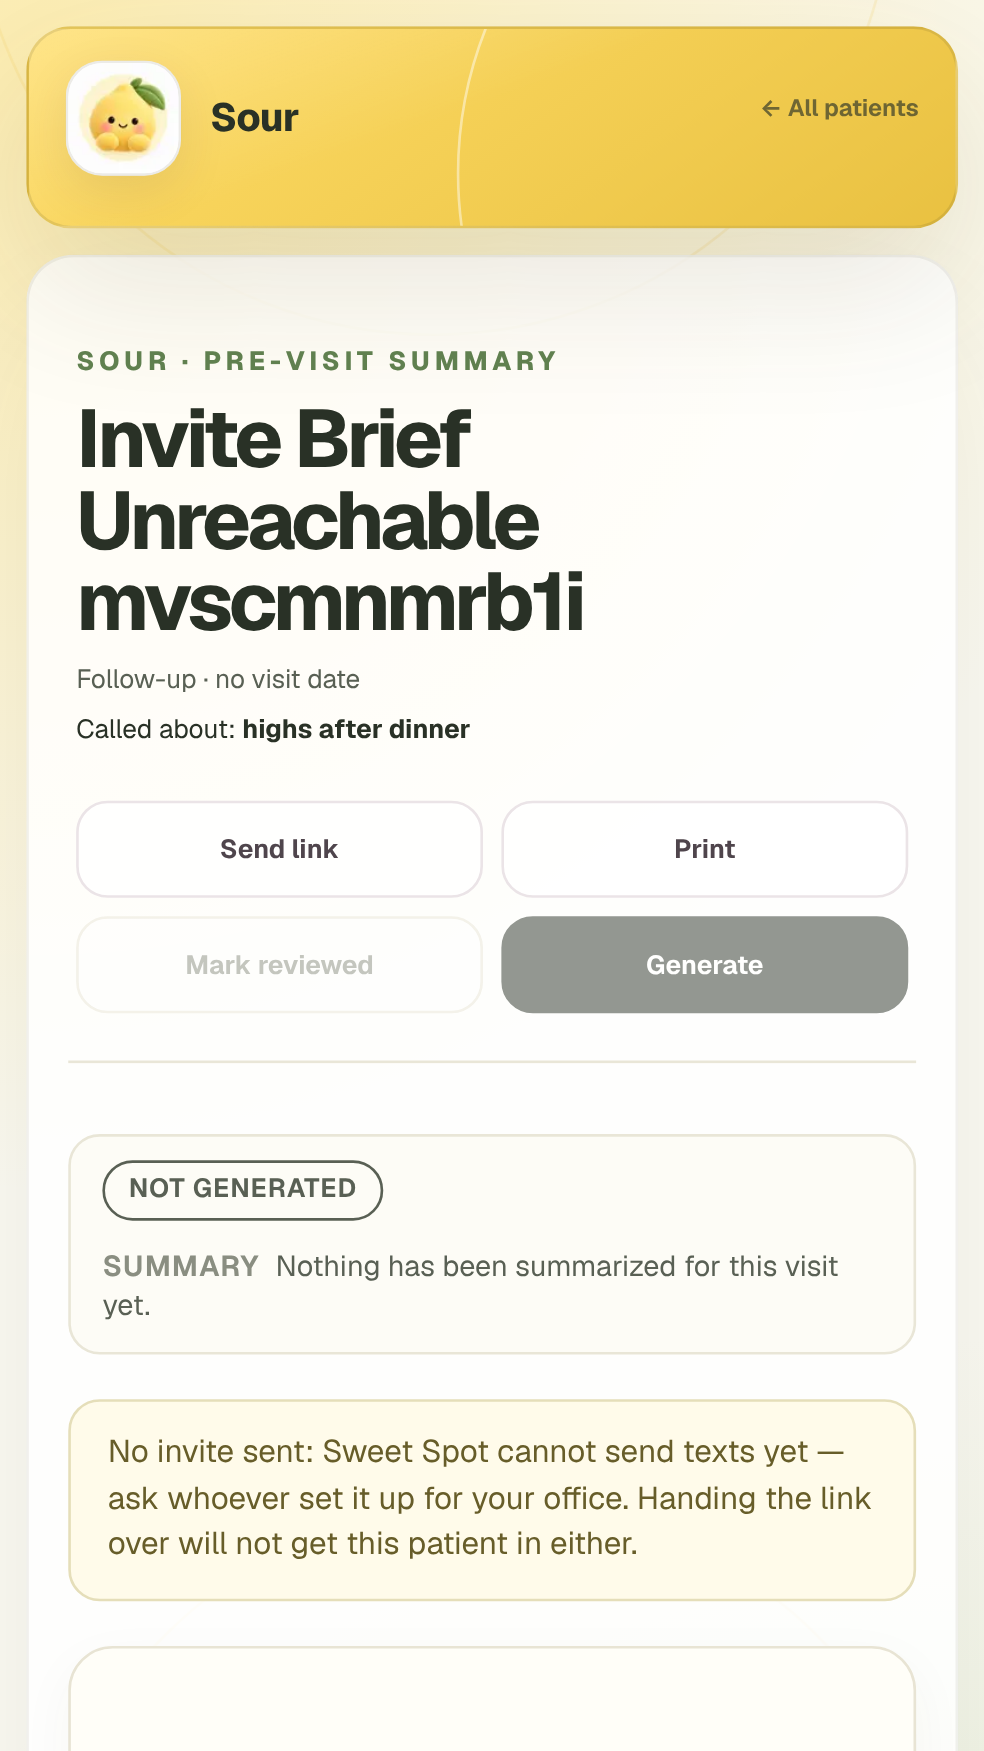 Sour
← All patients
SOUR · PRE-VISIT SUMMARY
Invite Brief
Unreachable
mvscmnmrb1i
Follow-up · no visit date
Called about: highs after dinner
Send link
Print
Mark reviewed
Generate
NOT GENERATED
SUMMARY Nothing has been summarized for this visit
yet.
No invite sent: Sweet Spot cannot send texts yet —
ask whoever set it up for your office. Handing the link
over will not get this patient in either.